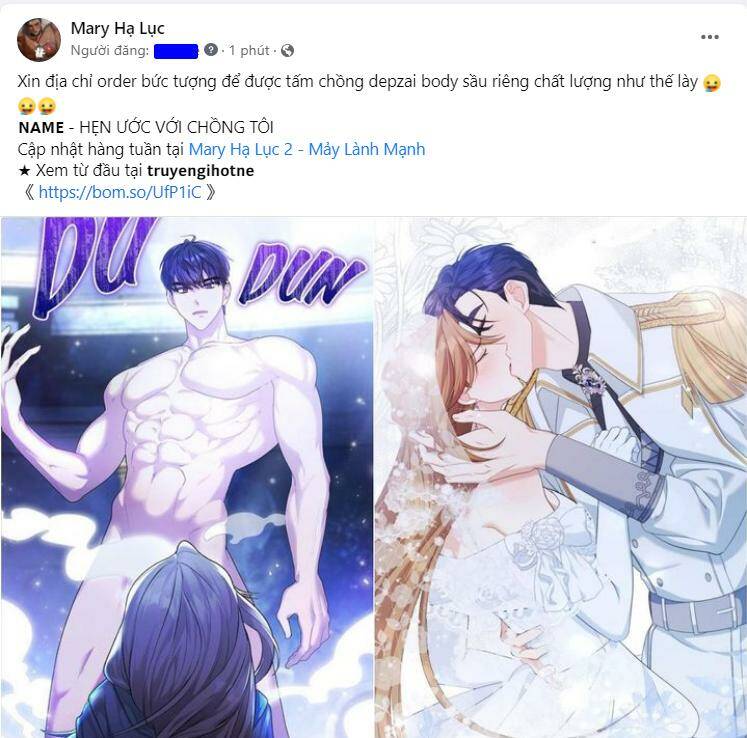 Mary Hạ Lục
Người đăng: · 1 phút ·
Xin địa chỉ order bức tượng để được tấm chồng depzai body sầu riêng chất lượng như thế lày 😜
😜😜
NAME - HẸN ƯỚC VỚI CHỒNG TÔI
Cập nhật hàng tuần tại Mary Hạ Lục 2 - Mảy Lành Mạnh
★ Xem từ đầu tại truyengihotne
《 https://bom.so/UfP1iC 》
DU
DUN